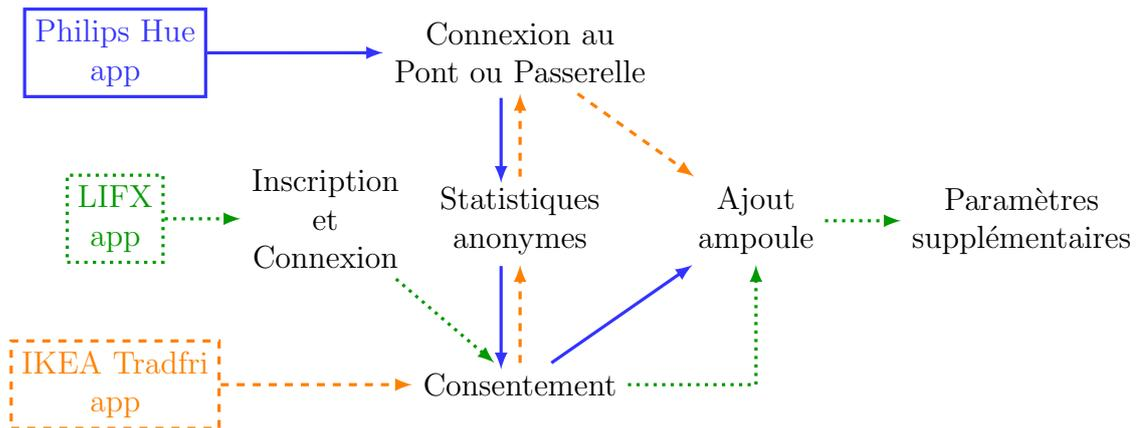 Philips Hue
app
Connexion au
Pont ou Passerelle
LIFX
app
Inscription
et
Connexion
Statistiques
anonymes
Ajout
ampoule
Paramètres
supplémentaires
IKEA Tradfri
app
Consentement